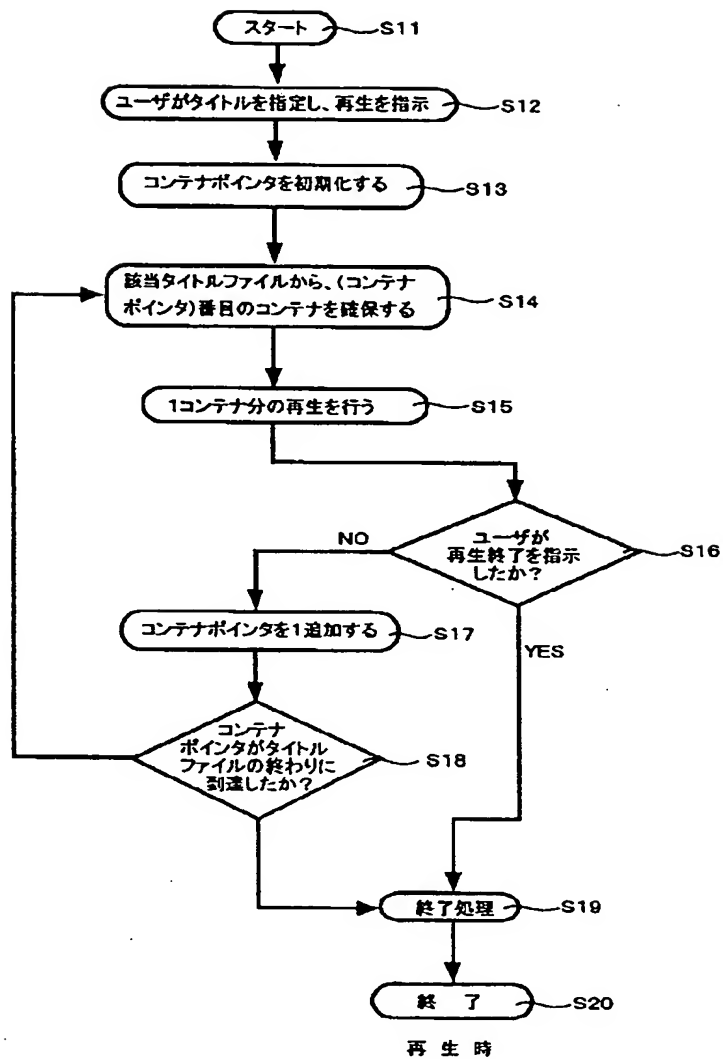 スタート
S11
ユーザがタイトルを指定し、再生を指示
S12
コンテナポインタを初期化する
S13
該当タイトルファイルから、(コンテナ
ポインタ)番目のコンテナを確保する
S14
1コンテナ分の再生を行う
S15
ユーザが
再生終了を指示
したか?
S16
NO
YES
コンテナポインタを1追加する
S17
コンテナ
ポインタがタイトル
ファイルの終わりに
到達したか?
S18
終了処理
S19
終 了
S20
再 生 時